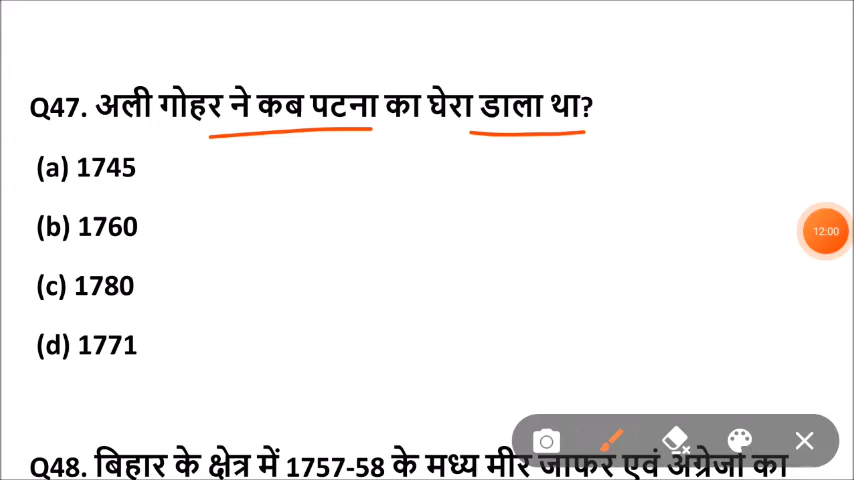 Q47. अली गोहर ने कब पटना का घेरा डाला था?
(a) 1745
(b) 1760
(c) 1780
(d) 1771
12:00
Q48. बिहार के क्षेत्र में 1757-58 के मध्य मीर जाफर एवं अंग्रेजों का